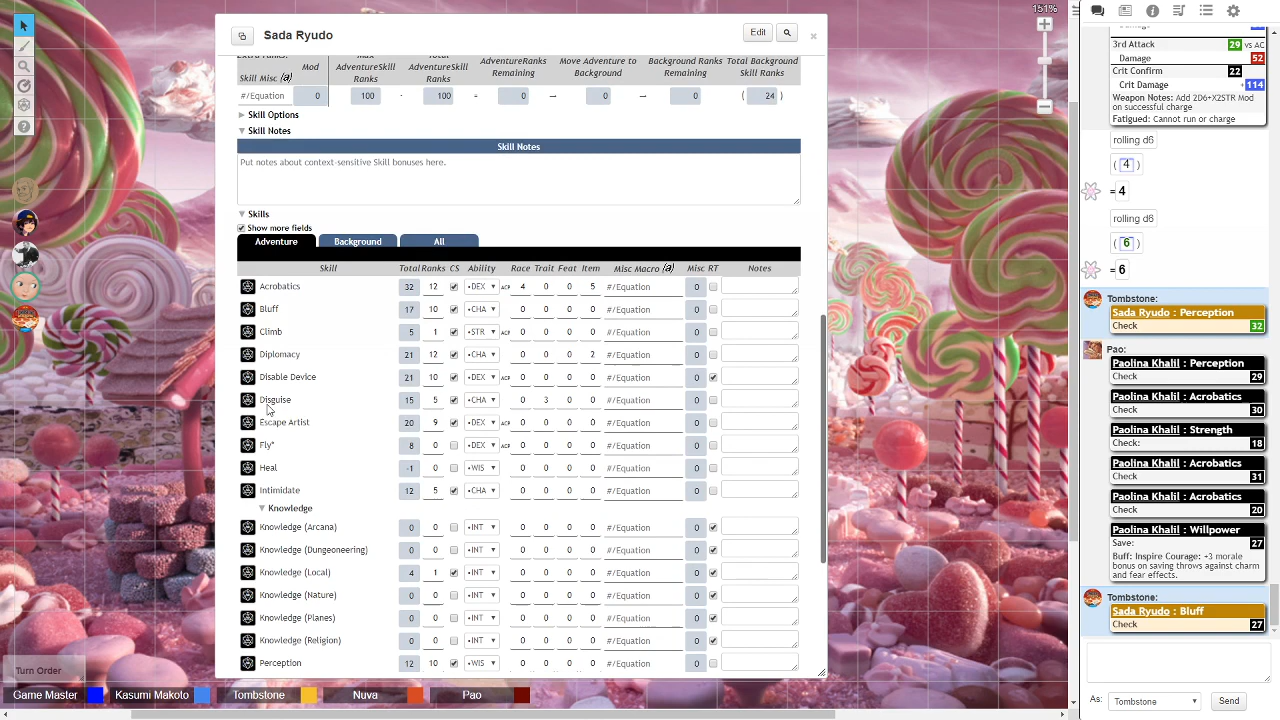 Sada Ryudo
Edit
151%
Skill Misc (a) Mod Max AdventureSkill Ranks Total AdventureSkill Ranks AdventureRanks Remaining Move Adventure to Background Background Ranks Remaining Total Background Skill Ranks
#/Equation 0 100 - 100 = 0 → 0 → 0 ( 24 )
Skill Options
Skill Notes
Skill Notes
Put notes about context-sensitive Skill bonuses here.
Skills
Show more fields
Adventure Background All
Skill Total Ranks CS Ability Race Trait Feat Item Misc Macro (a) Misc RT Notes
Acrobatics 32 12 •DEX ACP 4 0 0 5 #/Equation 0
Bluff 17 10 •CHA 0 0 0 0 #/Equation 0
Climb 5 1 •STR ACP 0 0 0 0 #/Equation 0
Diplomacy 21 12 •CHA 0 0 0 2 #/Equation 0
Disable Device 21 10 •DEX ACP 0 0 0 0 #/Equation 0
Disguise 15 5 •CHA 0 3 0 0 #/Equation 0
Escape Artist 20 9 •DEX ACP 0 0 0 0 #/Equation 0
Fly* 8 0 •DEX ACP 0 0 0 0 #/Equation 0
Heal -1 0 •WIS 0 0 0 0 #/Equation 0
Intimidate 12 5 •CHA 0 0 0 0 #/Equation 0
Knowledge
Knowledge (Arcana) 0 0 •INT 0 0 0 0 #/Equation 0
Knowledge (Dungeoneering) 0 0 •INT 0 0 0 0 #/Equation 0
Knowledge (Local) 4 1 •INT 0 0 0 0 #/Equation 0
Knowledge (Nature) 0 0 •INT 0 0 0 0 #/Equation 0
Knowledge (Planes) 0 0 •INT 0 0 0 0 #/Equation 0
Knowledge (Religion) 0 0 •INT 0 0 0 0 #/Equation 0
Perception 12 10 •WIS 0 0 0 0 #/Equation 0
Turn Order
Game Master Kasumi Makoto Tombstone Nuva Pao
3rd Attack 29 vs AC
Damage 52
Crit Confirm 22
Crit Damage + 114
Weapon Notes: Add 2D6+X2STR Mod
on successful charge
Fatigued: Cannot run or charge
rolling d6
( 4 )
= 4
rolling d6
( 6 )
= 6
Tombstone:
Sada Ryudo : Perception
Check 32
Pao:
Paolina Khalil : Perception
Check 29
Paolina Khalil : Acrobatics
Check 30
Paolina Khalil : Strength
Check: 18
Paolina Khalil : Acrobatics
Check 31
Paolina Khalil : Acrobatics
Check 20
Paolina Khalil : Willpower
Save: 27
Buff: Inspire Courage: +3 morale
bonus on saving throws against charm
and fear effects.
Tombstone:
Sada Ryudo : Bluff
Check 27
As: Tombstone Send